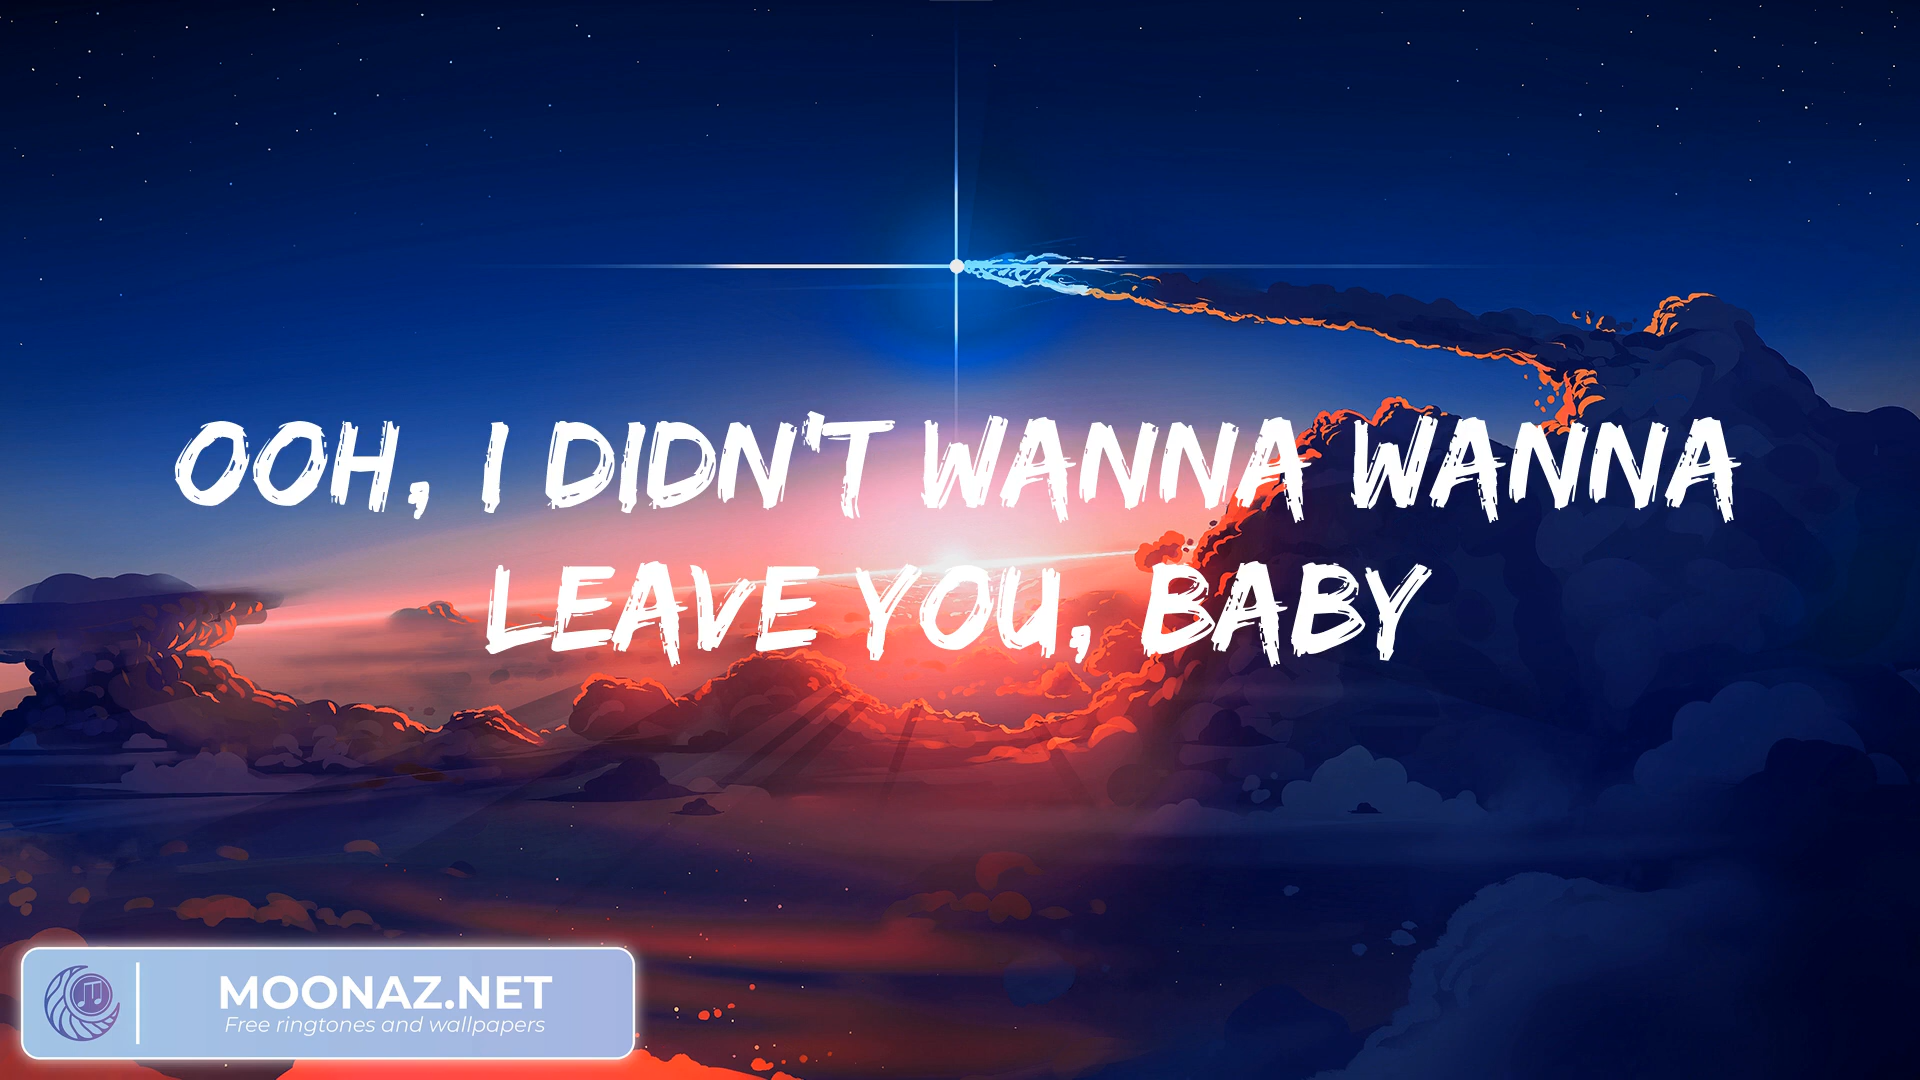 OOH, I DIDN'T WANNA WANNA
LEAVE YOU, BABY
MOONAZ.NET
Free ringtones and wallpapers